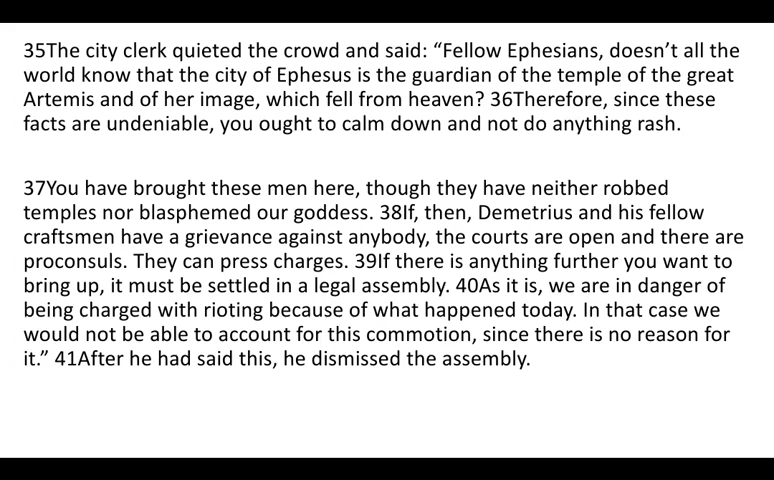 35The city clerk quieted the crowd and said: “Fellow Ephesians, doesn’t all the
world know that the city of Ephesus is the guardian of the temple of the great
Artemis and of her image, which fell from heaven? 36Therefore, since these
facts are undeniable, you ought to calm down and not do anything rash.
37You have brought these men here, though they have neither robbed
temples nor blasphemed our goddess. 38If, then, Demetrius and his fellow
craftsmen have a grievance against anybody, the courts are open and there are
proconsuls. They can press charges. 39If there is anything further you want to
bring up, it must be settled in a legal assembly. 40As it is, we are in danger of
being charged with rioting because of what happened today. In that case we
would not be able to account for this commotion, since there is no reason for
it.” 41After he had said this, he dismissed the assembly.